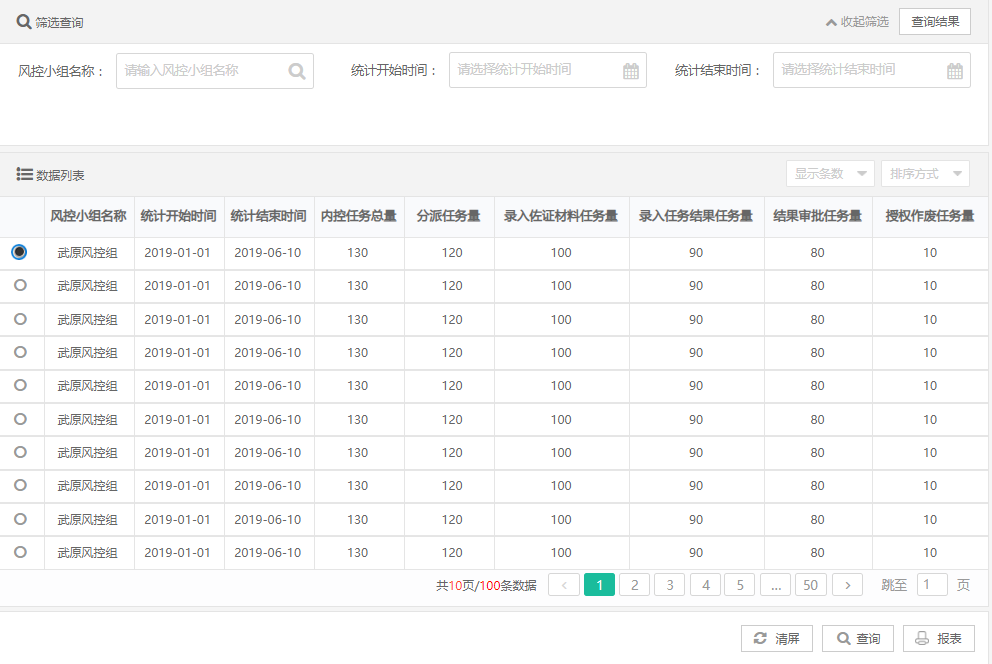 筛选查询 收起筛选 查询结果
风控小组名称： 请输入风控小组名称 统计开始时间： 请选择统计开始时间 统计结束时间： 请选择统计结束时间
数据列表 显示条数 排序方式
风控小组名称 统计开始时间 统计结束时间 内控任务总量 分派任务量 录入佐证材料任务量 录入任务结果任务量 结果审批任务量 授权作废任务量
武原风控组 2019-01-01 2019-06-10 130 120 100 90 80 10
武原风控组 2019-01-01 2019-06-10 130 120 100 90 80 10
武原风控组 2019-01-01 2019-06-10 130 120 100 90 80 10
武原风控组 2019-01-01 2019-06-10 130 120 100 90 80 10
武原风控组 2019-01-01 2019-06-10 130 120 100 90 80 10
武原风控组 2019-01-01 2019-06-10 130 120 100 90 80 10
武原风控组 2019-01-01 2019-06-10 130 120 100 90 80 10
武原风控组 2019-01-01 2019-06-10 130 120 100 90 80 10
武原风控组 2019-01-01 2019-06-10 130 120 100 90 80 10
武原风控组 2019-01-01 2019-06-10 130 120 100 90 80 10
共10页/100条数据 < 1 2 3 4 5 ... 50 > 跳至 1 页
清屏 查询 报表